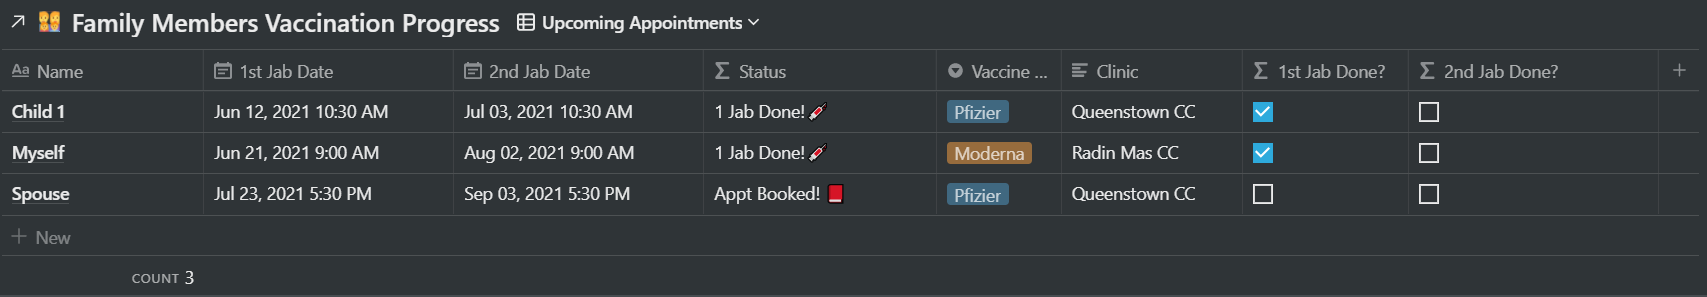 Family Members Vaccination Progress Upcoming Appointments
Name 1st Jab Date 2nd Jab Date Status Vaccine ... Clinic 1st Jab Done? 2nd Jab Done?
Child 1 Jun 12, 2021 10:30 AM Jul 03, 2021 10:30 AM 1 Jab Done! Pfizier Queenstown CC
Myself Jun 21, 2021 9:00 AM Aug 02, 2021 9:00 AM 1 Jab Done! Moderna Radin Mas CC
Spouse Jul 23, 2021 5:30 PM Sep 03, 2021 5:30 PM Appt Booked! Pfizier Queenstown CC
+ New
COUNT 3